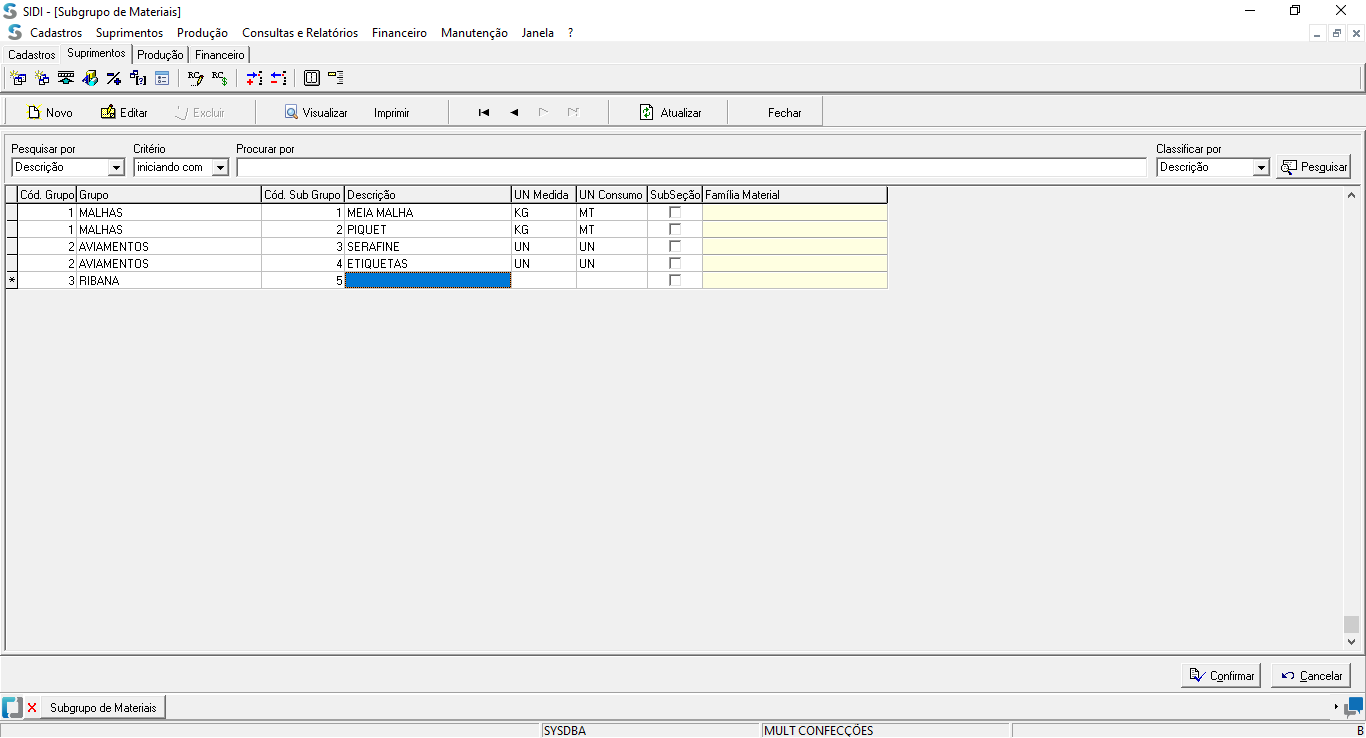 SIDI - [Subgrupo de Materiais]
Cadastros Suprimentos Produção Consultas e Relatórios Financeiro Manutenção Janela ?
Cadastros Suprimentos Produção Financeiro
Novo Editar Excluir Visualizar Imprimir Atualizar Fechar
Pesquisar por Critério Procurar por Classificar por
Descrição iniciando com Descrição Pesquisar
Cód. Grupo Grupo Cód. Sub Grupo Descrição UN Medida UN Consumo SubSeção Família Material
1 MALHAS 1 MEIA MALHA KG MT
1 MALHAS 2 PIQUET KG MT
2 AVIAMENTOS 3 SERAFINE UN UN
2 AVIAMENTOS 4 ETIQUETAS UN UN
* 3 RIBANA 5
Confirmar Cancelar
Subgrupo de Materiais
SYSDBA MULT CONFECÇÕES B